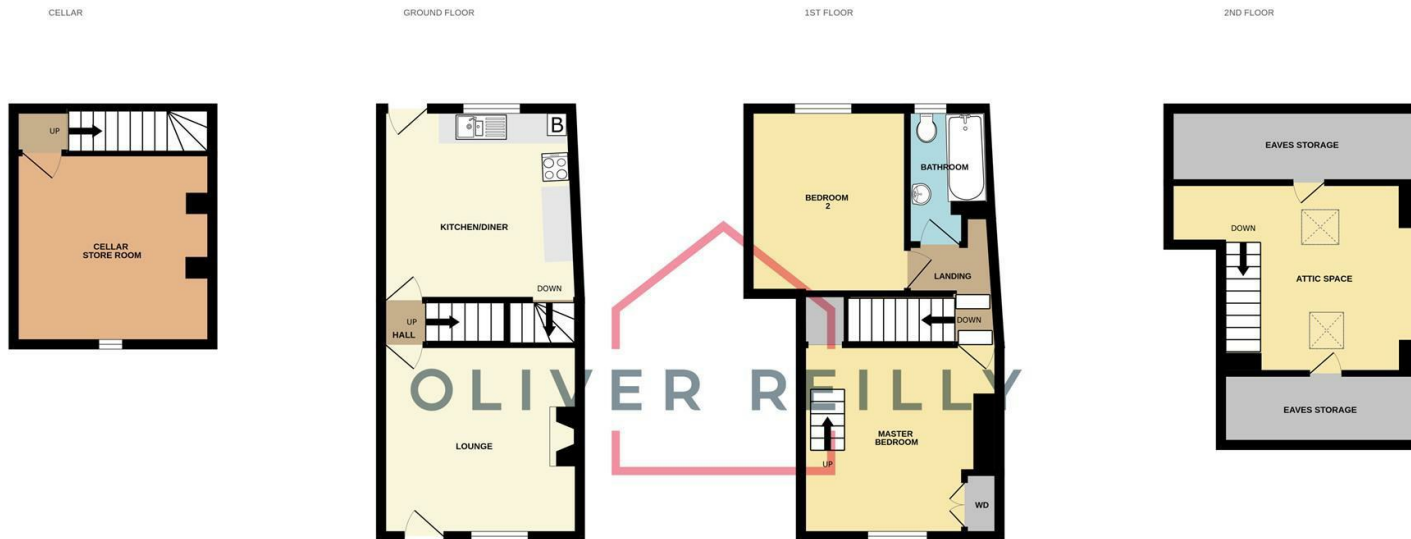 CELLAR
GROUND FLOOR
1ST FLOOR
2ND FLOOR
UP
CELLAR
STORE ROOM
B
KITCHEN/DINER
DOWN
UP
HALL
LOUNGE
BATHROOM
BEDROOM
2
LANDING
DOWN
MASTER
BEDROOM
UP
WD
EAVES STORAGE
DOWN
ATTIC SPACE
EAVES STORAGE
OLIVER REILLY